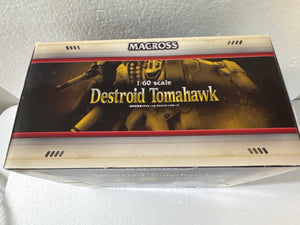 MACROSS
1/60 scale
Destroid Tomahawk